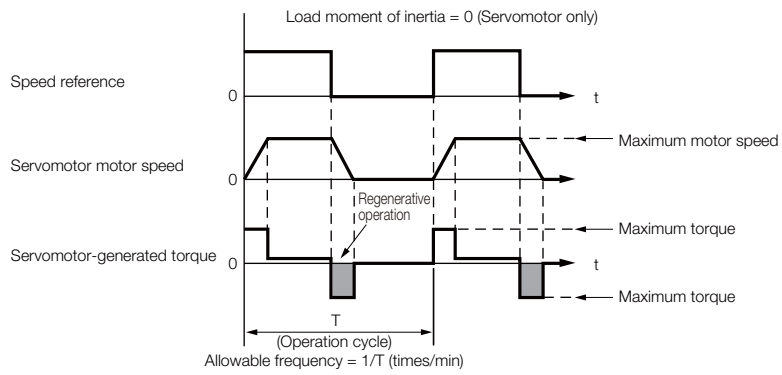 Load moment of inertia = 0 (Servomotor only)
Speed reference
0
t
Maximum motor speed
Servomotor motor speed
0
Regenerative
operation
Maximum torque
Servomotor-generated torque
0
t
Maximum torque
T
(Operation cycle)
Allowable frequency = 1/T (times/min)